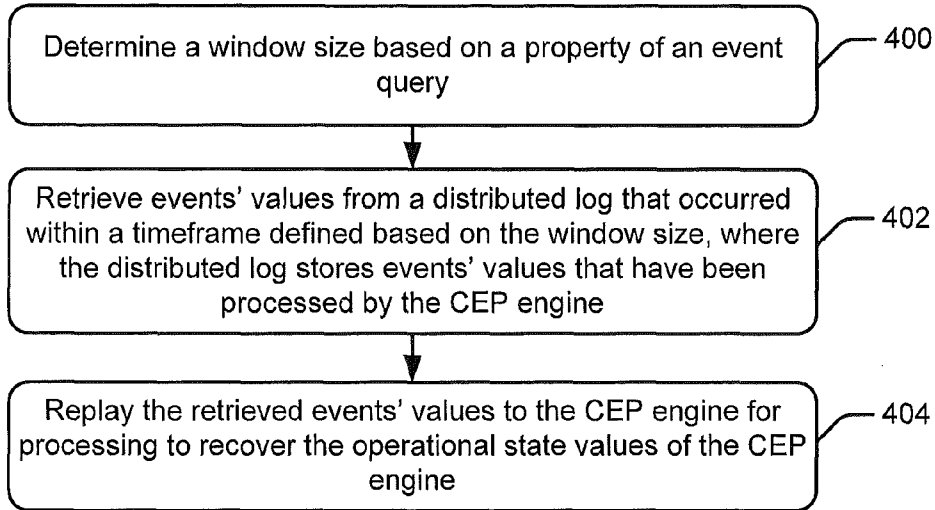 Determine a window size based on a property of an event
query
400
Retrieve events' values from a distributed log that occurred
within a timeframe defined based on the window size, where
the distributed log stores events' values that have been
processed by the CEP engine
402
Replay the retrieved events' values to the CEP engine for
processing to recover the operational state values of the CEP
engine
404